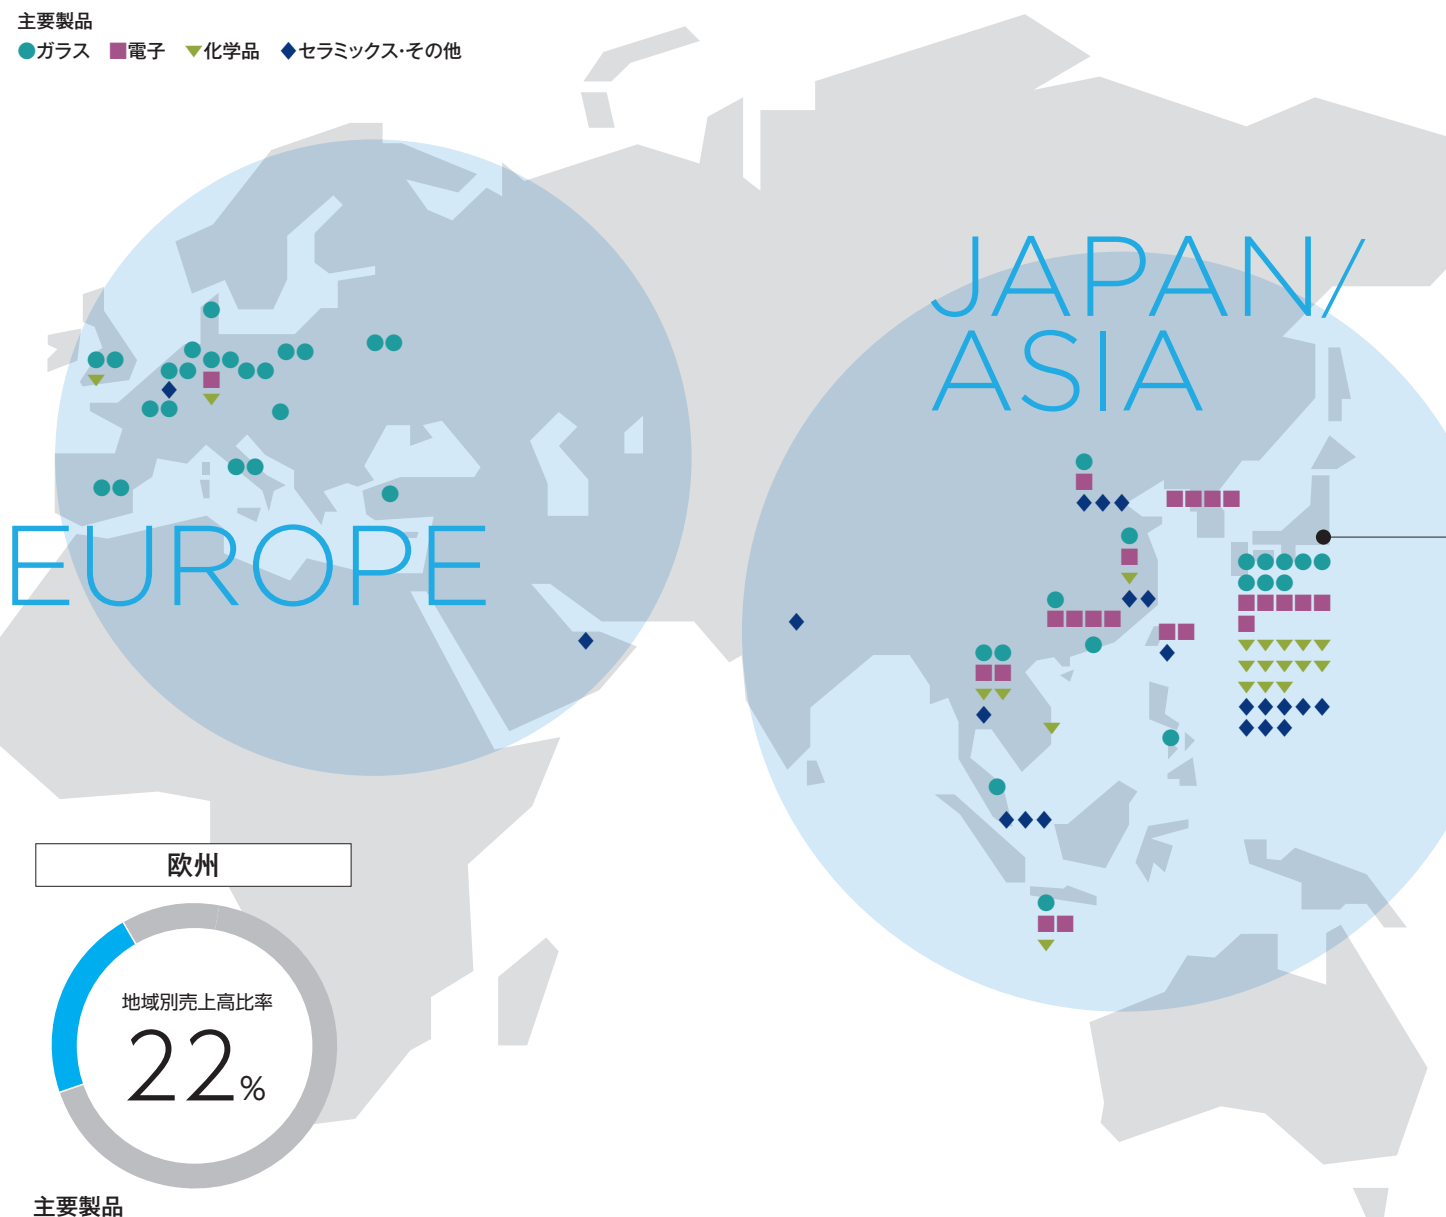 主要製品
ガラス 電子 化学品 セラミックス・その他
JAPAN/
ASIA
EUROPE
欧州
地域別売上高比率
22%
主要製品